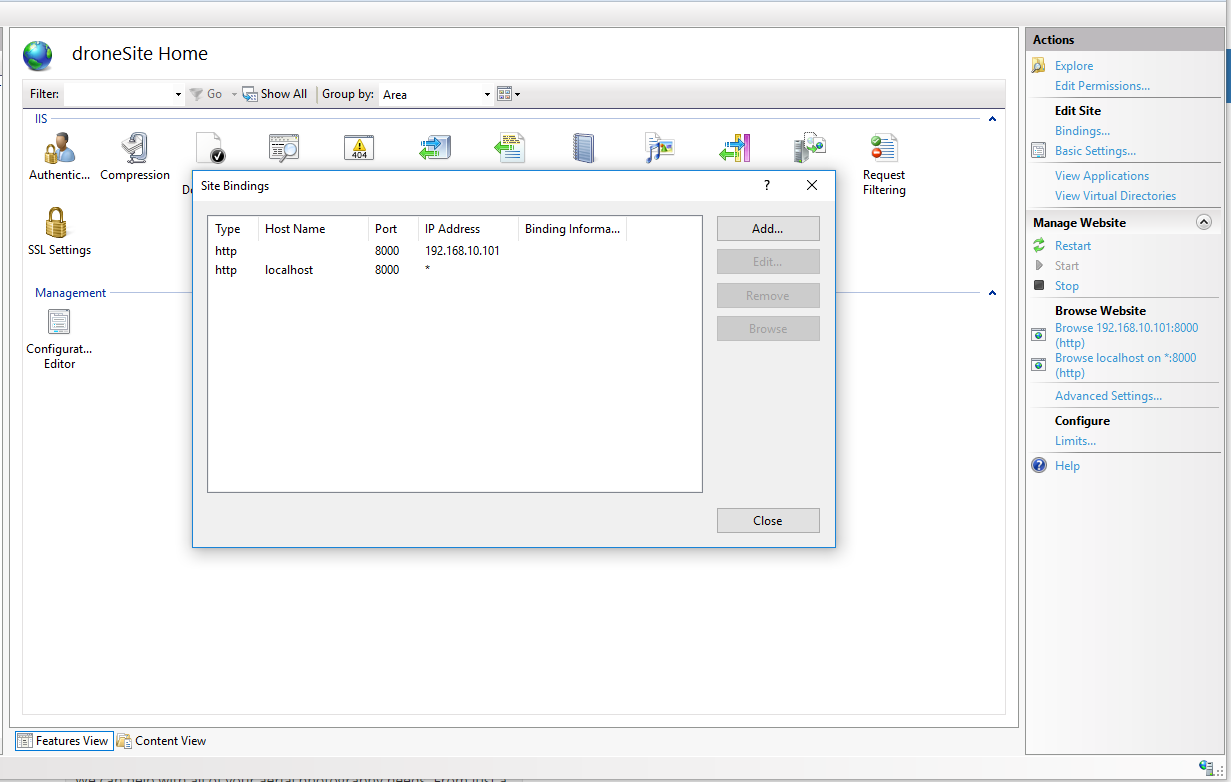 droneSite Home
Filter:
Go
Show All
Group by:
Area
IIS
Authentic...
Compression
404
Request
Filtering
SSL Settings
Management
Configurat...
Editor
Site Bindings
?
Type Host Name Port IP Address Binding Informa...
http 8000 192.168.10.101
http localhost 8000 *
Add...
Edit...
Remove
Browse
Close
Features View
Content View
Actions
Explore
Edit Permissions...
Edit Site
Bindings...
Basic Settings...
View Applications
View Virtual Directories
Manage Website
Restart
Start
Stop
Browse Website
Browse 192.168.10.101:8000
(http)
Browse localhost on *:8000
(http)
Advanced Settings...
Configure
Limits...
Help